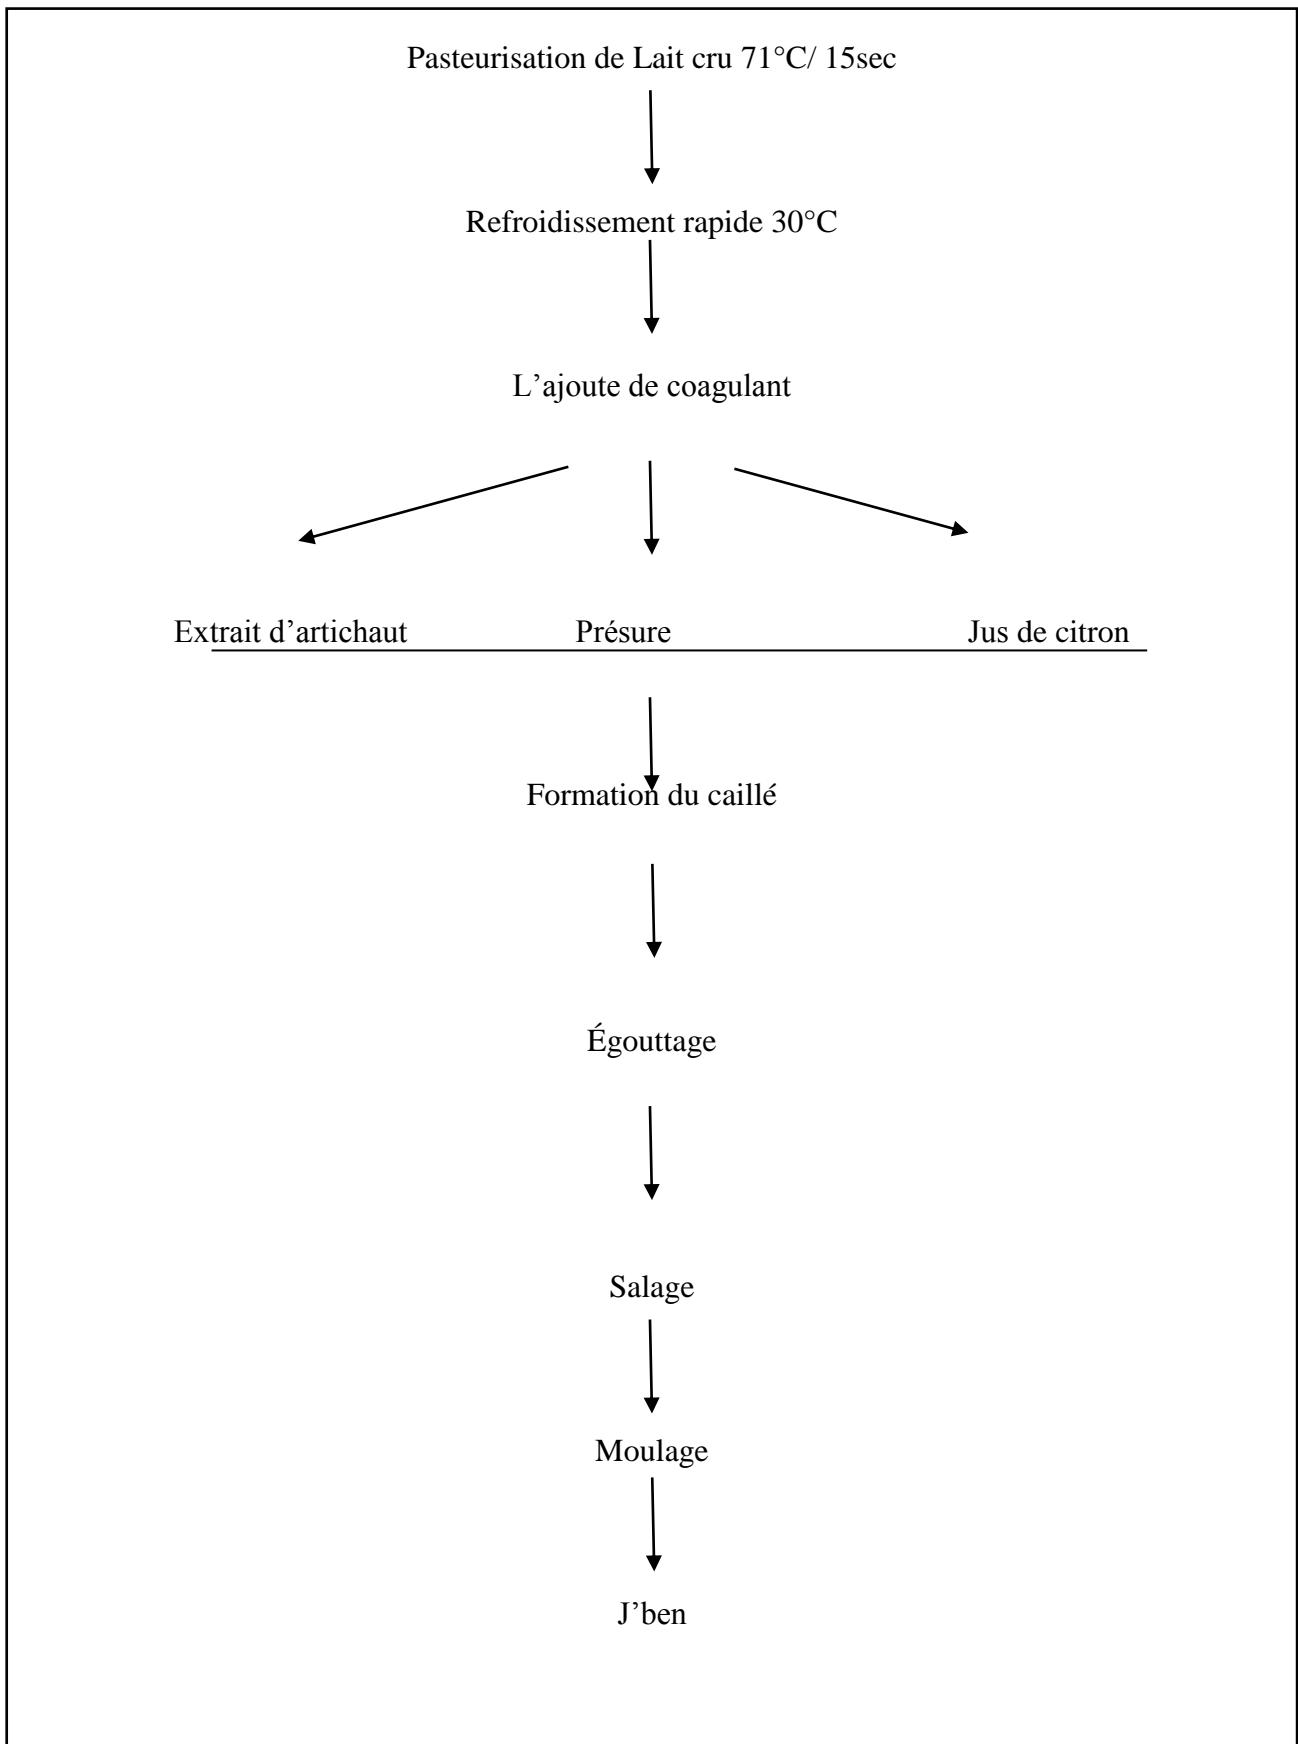 Pasteurisation de Lait cru 71°C/ 15sec
Refroidissement rapide 30°C
L’ajoute de coagulant
Extrait d’artichaut Présure Jus de citron
Formation du caillé
Égouttage
Salage
Moulage
J’ben